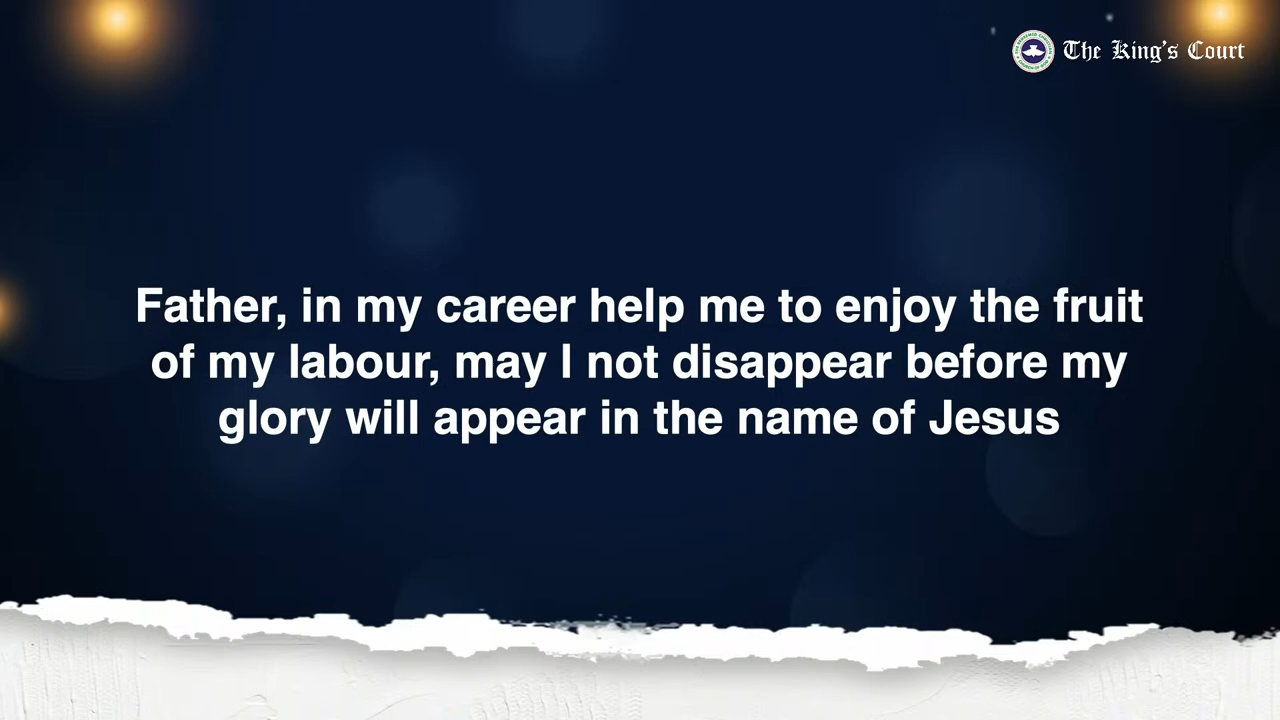 The King's Court
Father, in my career help me to enjoy the fruit
of my labour, may I not disappear before my
glory will appear in the name of Jesus